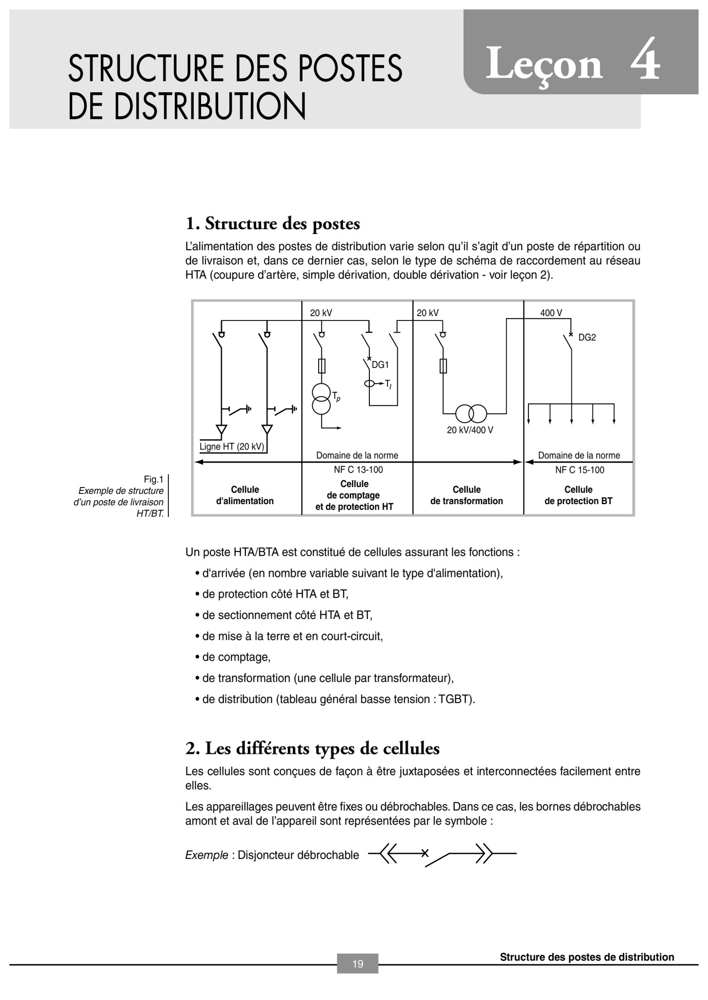 STRUCTURE DES POSTES
DE DISTRIBUTION
Leçon 4
1. Structure des postes
L’alimentation des postes de distribution varie selon qu’il s’agit d’un poste de répartition ou
de livraison et, dans ce dernier cas, selon le type de schéma de raccordement au réseau
HTA (coupure d’artère, simple dérivation, double dérivation - voir leçon 2).
20 kV
20 kV
400 V
DG2
DG1
TI
Tp
20 kV/400 V
Ligne HT (20 kV)
Domaine de la norme
NF C 13-100
Domaine de la norme
NF C 15-100
Cellule
d'alimentation
Cellule
de comptage
et de protection HT
Cellule
de transformation
Cellule
de protection BT
Fig.1
Exemple de structure
d’un poste de livraison
HT/BT.
Un poste HTA/BTA est constitué de cellules assurant les fonctions :
• d'arrivée (en nombre variable suivant le type d'alimentation),
• de protection côté HTA et BT,
• de sectionnement côté HTA et BT,
• de mise à la terre et en court-circuit,
• de comptage,
• de transformation (une cellule par transformateur),
• de distribution (tableau général basse tension : TGBT).
2. Les différents types de cellules
Les cellules sont conçues de façon à être juxtaposées et interconnectées facilement entre
elles.
Les appareillages peuvent être fixes ou débrochables. Dans ce cas, les bornes débrochables
amont et aval de l’appareil sont représentées par le symbole :
Exemple : Disjoncteur débrochable
Structure des postes de distribution
19